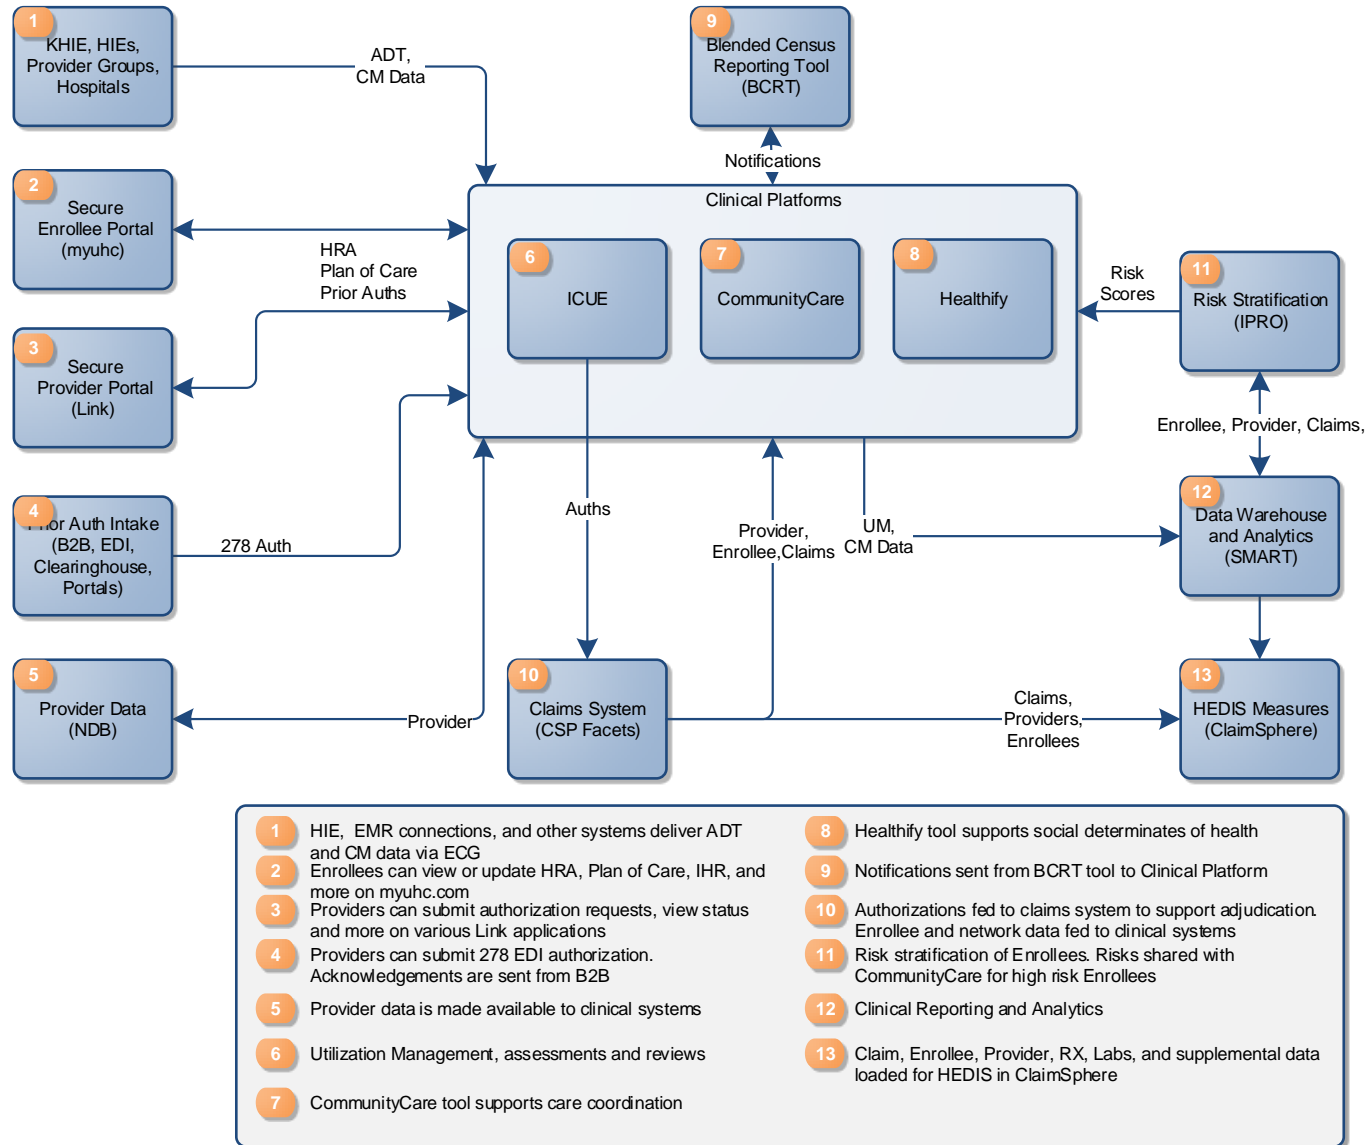 1
KHIE, HIEs,
Provider Groups,
Hospitals
ADT,
CM Data
9
Blended Census
Reporting Tool
(BCRT)
Notifications
2
Secure
Enrollee Portal
(myuhc)
HRA
Plan of Care
Prior Auths
3
Secure
Provider Portal
(Link)
Clinical Platforms
6
ICUE
7
CommunityCare
8
Healthify
Risk
Scores
11
Risk Stratification
(IPRO)
Enrollee, Provider, Claims,
4
Prior Auth Intake
(B2B, EDI,
Clearinghouse,
Portals)
278 Auth
Auths
Provider,
Enrollee,Claims
UM,
CM Data
12
Data Warehouse
and Analytics
(SMART)
5
Provider Data
(NDB)
Provider
10
Claims System
(CSP Facets)
Claims,
Providers,
Enrollees
13
HEDIS Measures
(ClaimSphere)
1
HIE, EMR connections, and other systems deliver ADT
and CM data via ECG
2
Enrollees can view or update HRA, Plan of Care, IHR, and
more on myuhc.com
3
Providers can submit authorization requests, view status
and more on various Link applications
4
Providers can submit 278 EDI authorization.
Acknowledgements are sent from B2B
5
Provider data is made available to clinical systems
6
Utilization Management, assessments and reviews
7
CommunityCare tool supports care coordination
8
Healthify tool supports social determinates of health
9
Notifications sent from BCRT tool to Clinical Platform
10
Authorizations fed to claims system to support adjudication.
Enrollee and network data fed to clinical systems
11
Risk stratification of Enrollees. Risks shared with
CommunityCare for high risk Enrollees
12
Clinical Reporting and Analytics
13
Claim, Enrollee, Provider, RX, Labs, and supplemental data
loaded for HEDIS in ClaimSphere